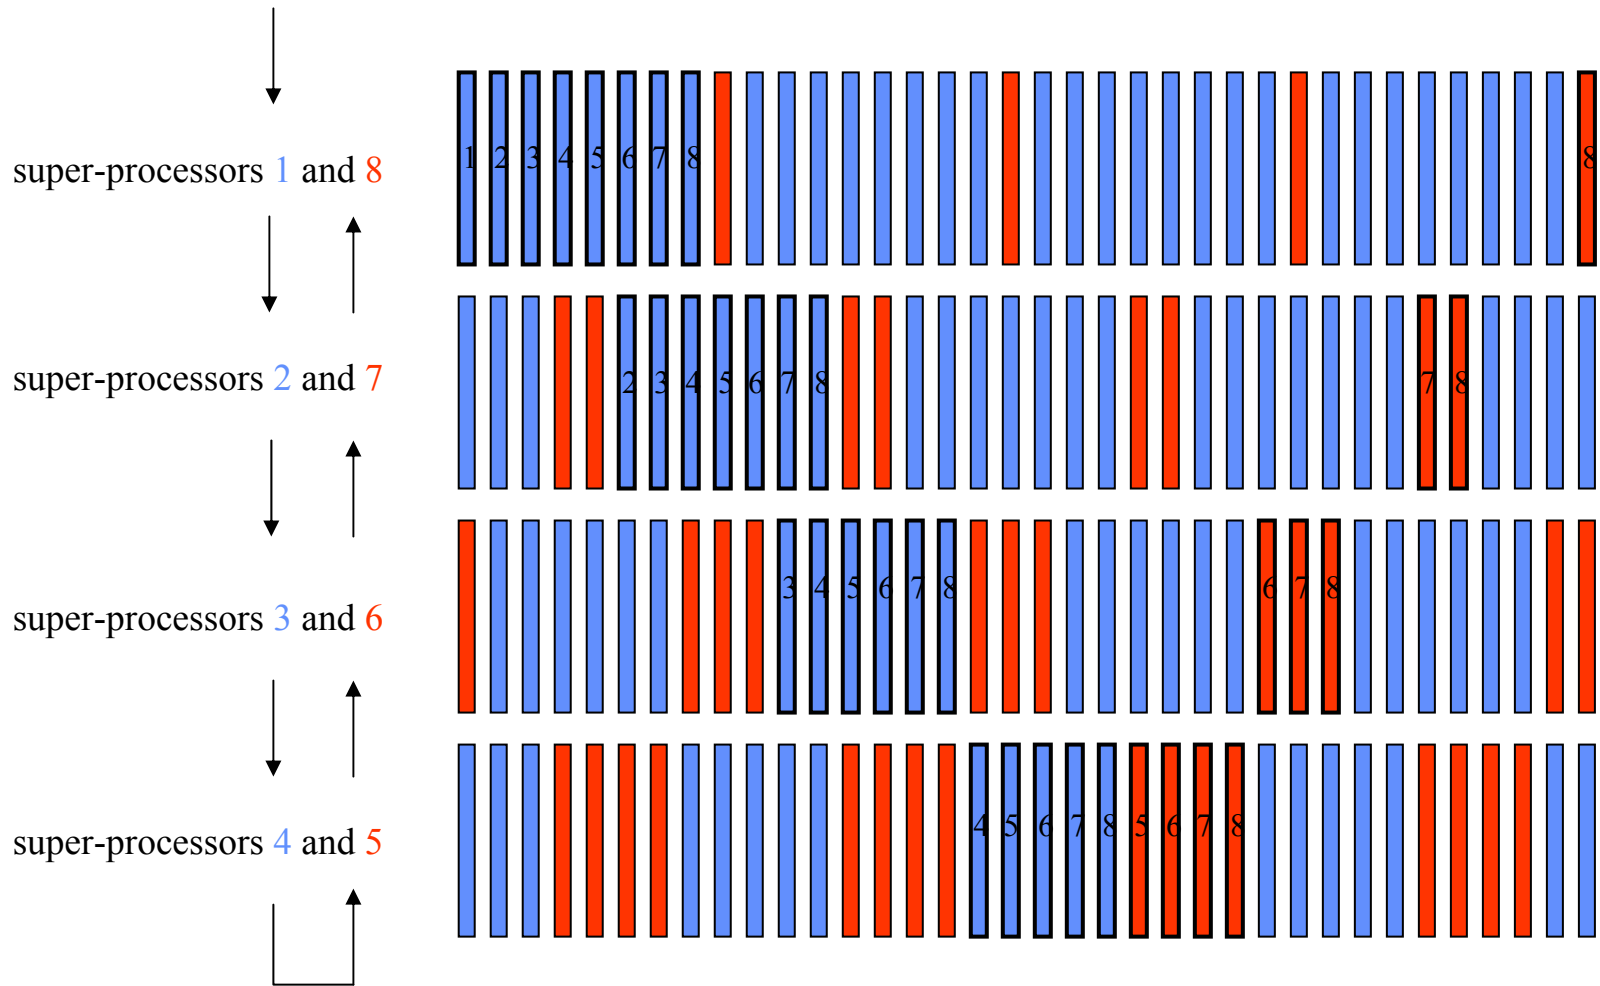 1 2 3 4 5 6 7 8 8
super-processors 1 and 8
super-processors 2 and 7
2 3 4 5 6 7 8 7 8
3 4 5 6 7 8 6 7 8
super-processors 3 and 6
4 5 6 7 8 5 6 7 8
super-processors 4 and 5